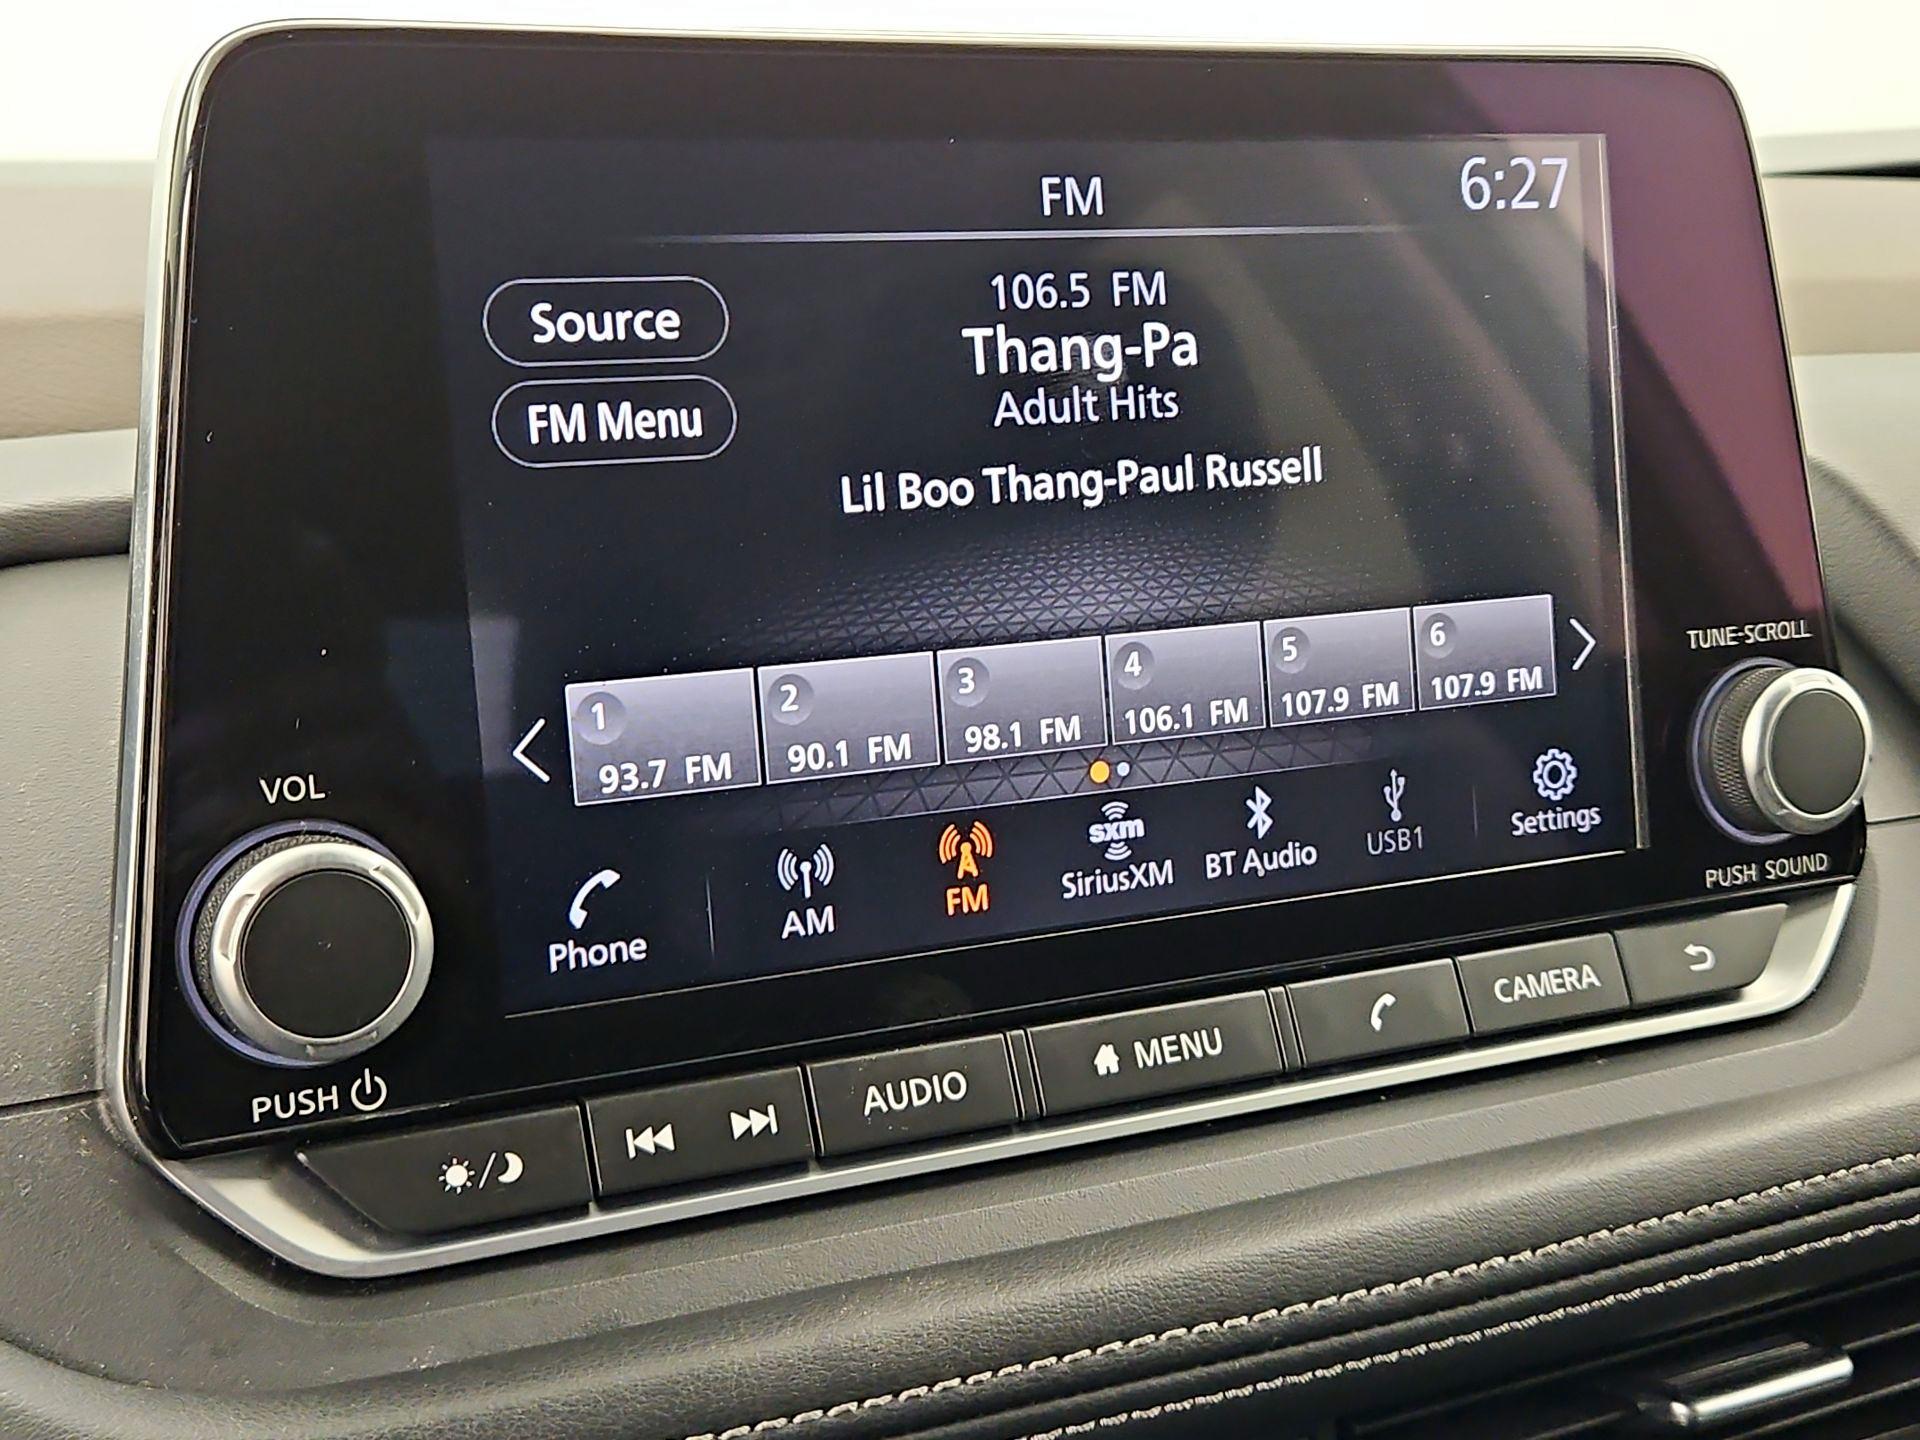 FM
6:27
Source
106.5 FM
Thang-Pa
Adult Hits
FM Menu
Lil Boo Thang-Paul Russell
1
93.7 FM
2
90.1 FM
3
98.1 FM
4
106.1 FM
5
107.9 FM
6
107.9 FM
Phone
AM
FM
sxm
SiriusXM
BT Audio
USB1
Settings
VOL
PUSH
TUNE-SCROLL
PUSH SOUND
AUDIO
MENU
CAMERA